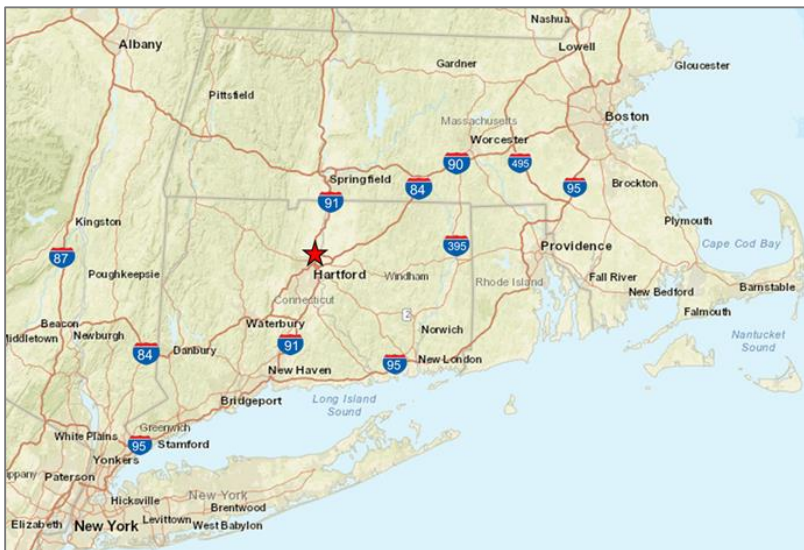 Nashua
Albany
Lowell
Gardner
Gloucester
Pittsfield
Massachusetts
Boston
Worcester
90
495
Springfield
84
95
91
Brockton
Kingston
Plymouth
87
395
Providence
Cape Cod Bay
Poughkeepsie
Hartford
Windham
Rhode Island
Fall River
New Bedford
Barnstable
Connecticut
Falmouth
Beacon
Middletown
Newburgh
Waterbury
2
Norwich
Nantucket
Sound
84
Danbury
91
New London
95
New Haven
Bridgeport
Long Island
Sound
White Plains
Greenwich
95
Stamford
Yonkers
ippany
Paterson
Hicksville
New York
Brentwood
Elizabeth
New York
Levittown
West Babylon